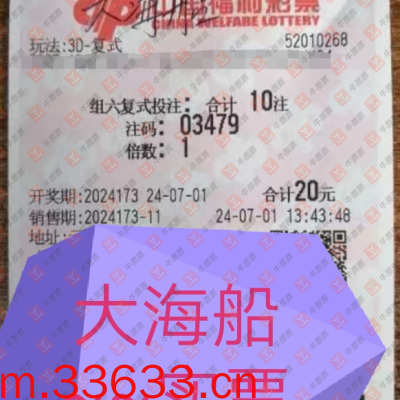 中国福利彩票
CHINA WELFARE LOTTERY
玩法:3D-复式 52010268
组六复式投注: 合计 10注
注码: 03479
倍数: 1
开奖期:2024173 24-07-01 合计20元
销售期:2024173-11 24-07-01 13:43:48
地址:
大海船
m.33633.cn